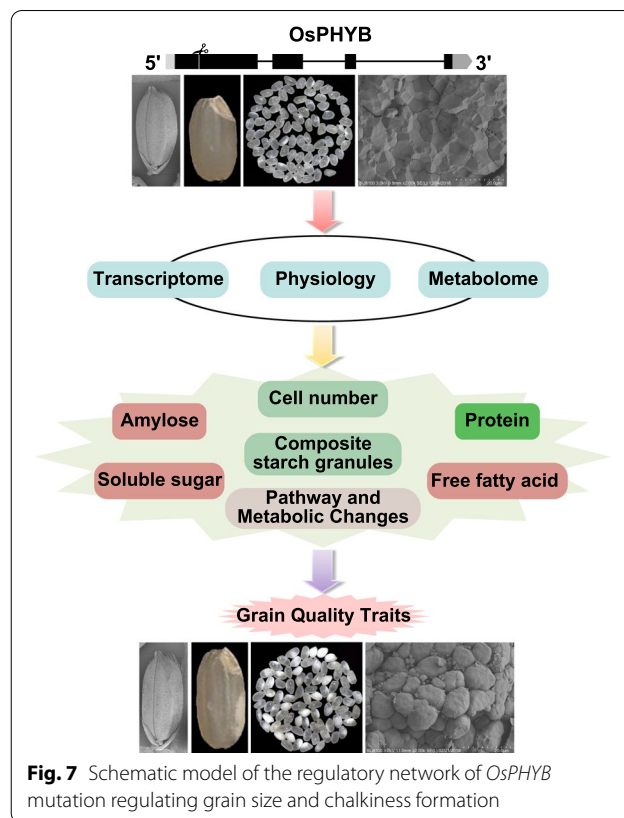 OsPHYB
5' 3'
Transcriptome Physiology Metabolome
Cell number
Amylose Protein
Composite
starch granules
Soluble sugar Free fatty acid
Pathway and
Metabolic Changes
Grain Quality Traits
Fig. 7 Schematic model of the regulatory network of OsPHYB
mutation regulating grain size and chalkiness formation